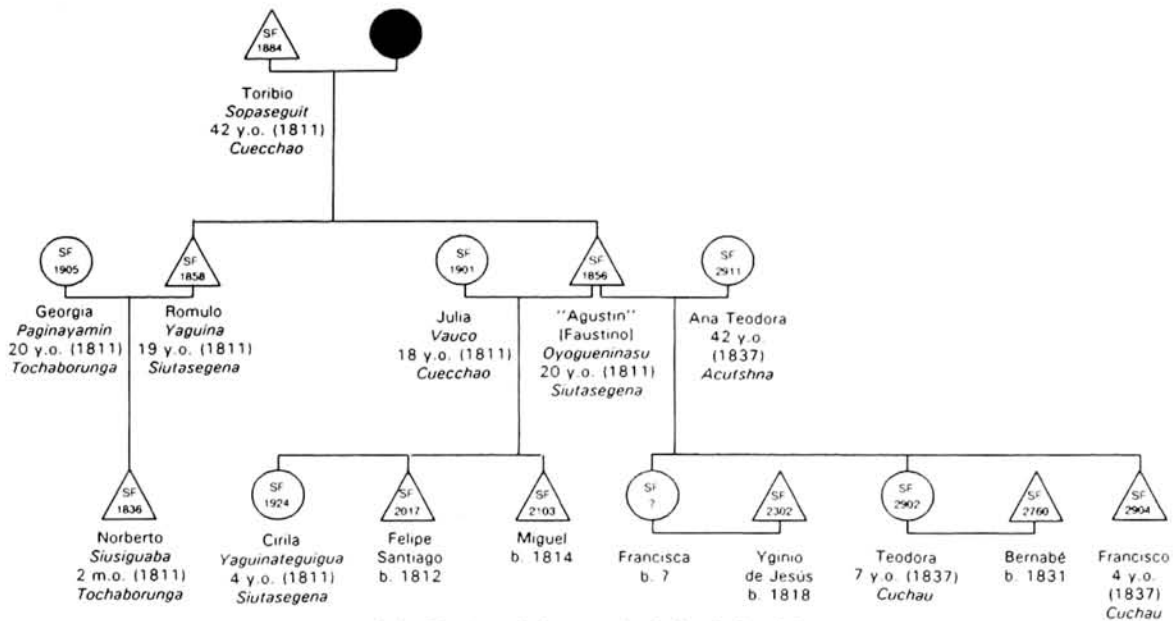 SF
1884
Toribio
Sopaseguit
42 y.o. (1811)
Cuecchao
SF
1905
Georgia
Paginayamin
20 y.o. (1811)
Tochaborunga
SF
1858
Romulo
Yaguina
19 y.o. (1811)
Siutasegena
SF
1901
Julia
Vauco
18 y.o. (1811)
Cuecchao
SF
1856
"Agustin"
[Faustino]
Oyogueninasu
20 y.o. (1811)
Siutasegena
SF
2911
Ana Teodora
42 y.o.
(1837)
Acutshna
SF
1836
Norberto
Siusiguaba
2 m.o. (1811)
Tochaborunga
SF
1924
Cirila
Yaguinateguigua
4 y.o. (1811)
Siutasegena
SF
2017
Felipe
Santiago
b. 1812
SF
2103
Miguel
b. 1814
SF
?
Francisca
b. ?
SF
2302
Yginio
de Jesús
b. 1818
SF
2902
Teodora
7 y.o. (1837)
Cuchau
SF
2760
Bernabé
b. 1831
SF
2904
Francisco
4 y.o.
(1837)
Cuchau